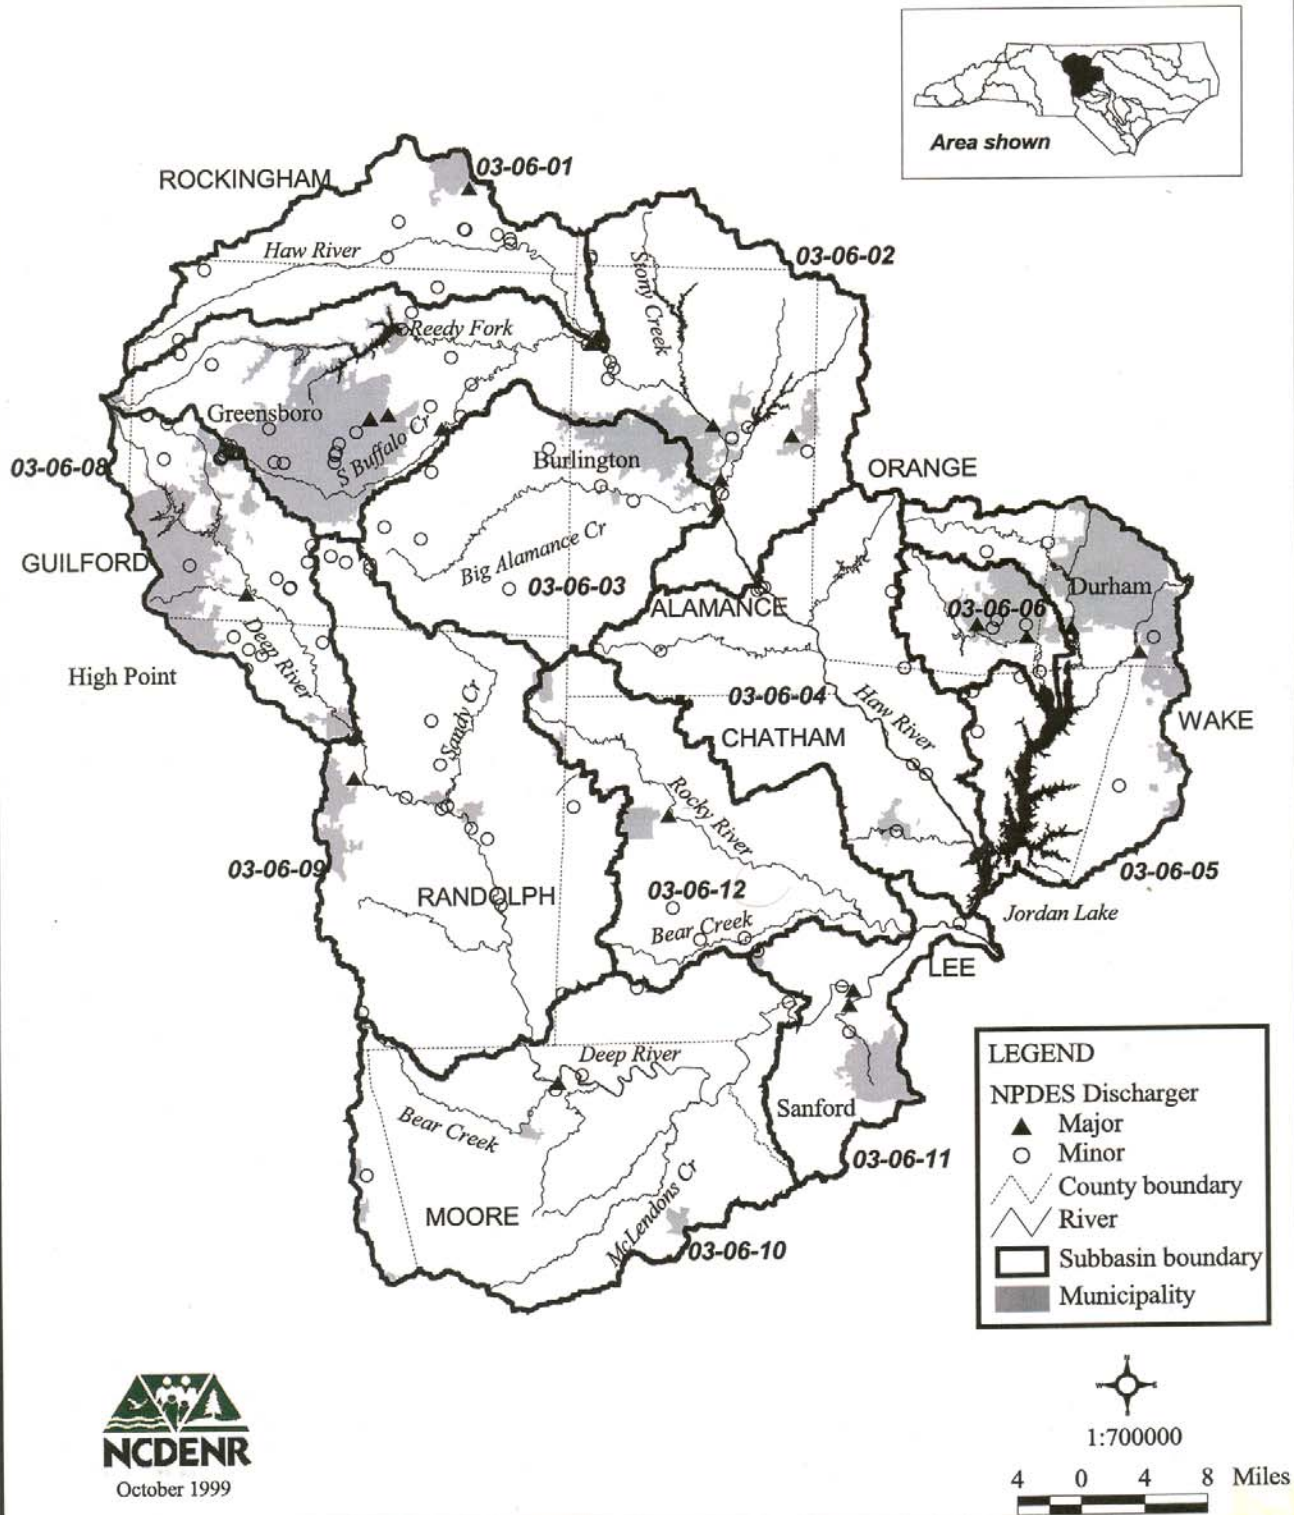 Area shown
ROCKINGHAM
03-06-01
Haw River
Stony Creek
03-06-02
Reedy Fork
Greensboro
S Buffalo Cr
03-06-08
Burlington
ORANGE
GUILFORD
Big Alamance Cr
03-06-03
ALAMANCE
03-06-06
Durham
Deep River
High Point
Sandy Cr
03-06-04
Haw River
CHATHAM
WAKE
Rocky River
03-06-09
RANDOLPH
03-06-12
03-06-05
Bear Creek
Jordan Lake
LEE
Deep River
Bear Creek
Sanford
03-06-11
MOORE
McLendons Cr
03-06-10
LEGEND
NPDES Discharger
Major
Minor
County boundary
River
Subbasin boundary
Municipality
N
W E
S
1:700000
4 0 4 8 Miles
NCDENR
October 1999